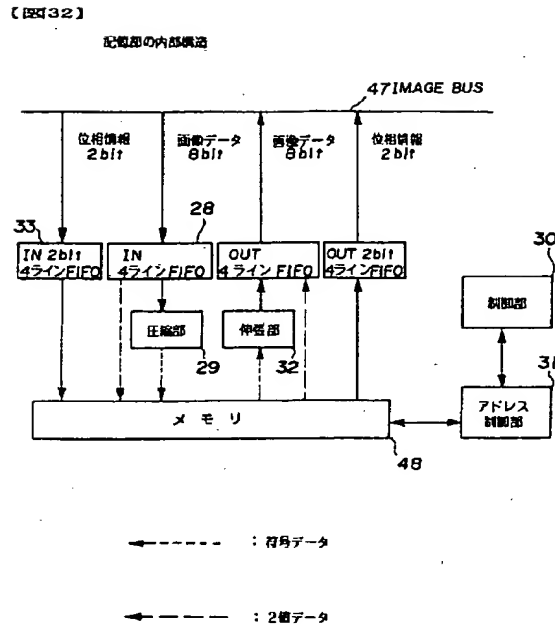 【図32】
記憶部の内部構造
47 IMAGE BUS
位相情報
2bit
画像データ
8bit
画像データ
8bit
位相情報
2bit
33
28
30
IN 2bit
4ラインFIFO
IN
4ラインFIFO
OUT
4ラインFIFO
OUT 2bit
4ラインFIFO
制御部
圧縮部
伸張部
29
32
31
メモリ
アドレス
制御部
48
：符号データ
：2値データ